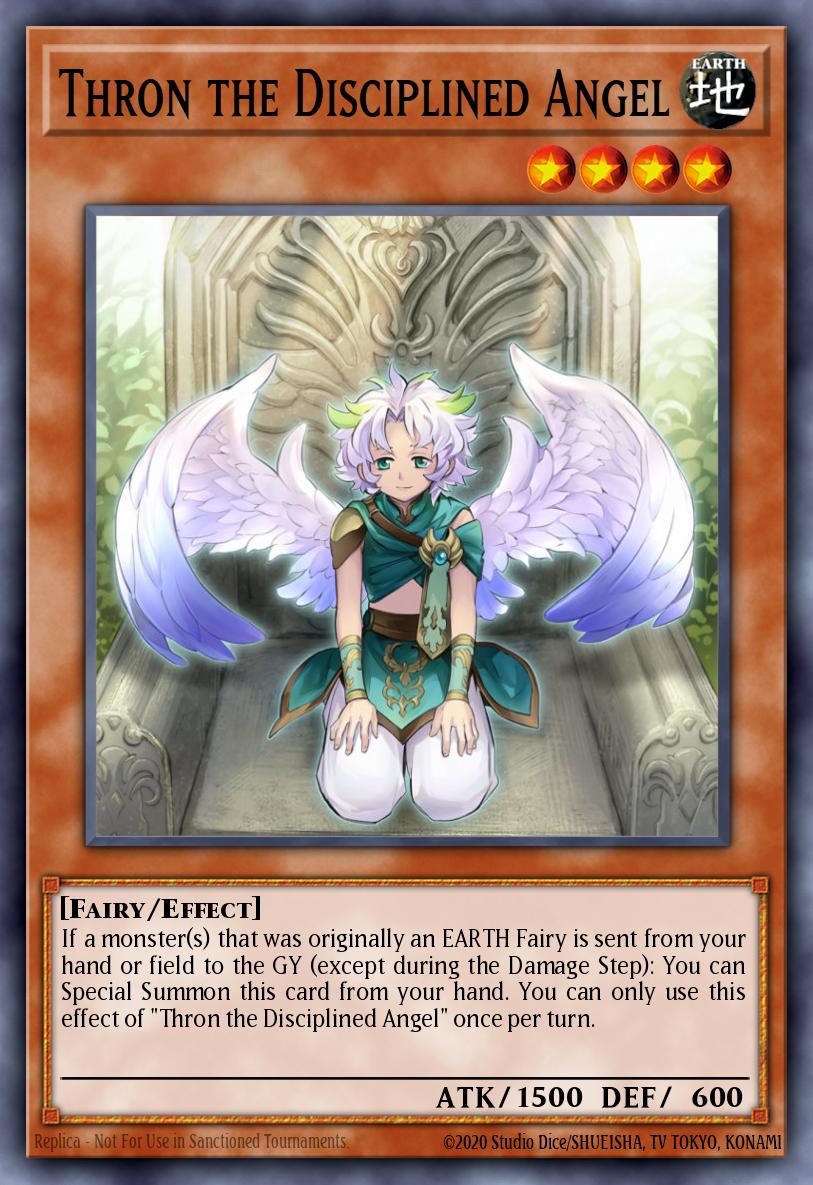 THRON THE DISCIPLINED ANGEL
EARTH
地
[FAIRY/EFFECT]
If a monster(s) that was originally an EARTH Fairy is sent from your
hand or field to the GY (except during the Damage Step): You can
Special Summon this card from your hand. You can only use this
effect of "Thron the Disciplined Angel" once per turn.
ATK/1500 DEF/ 600
Replica - Not For Use in Sanctioned Tournaments.
©2020 Studio Dice/SHUEISHA, TV TOKYO, KONAMI